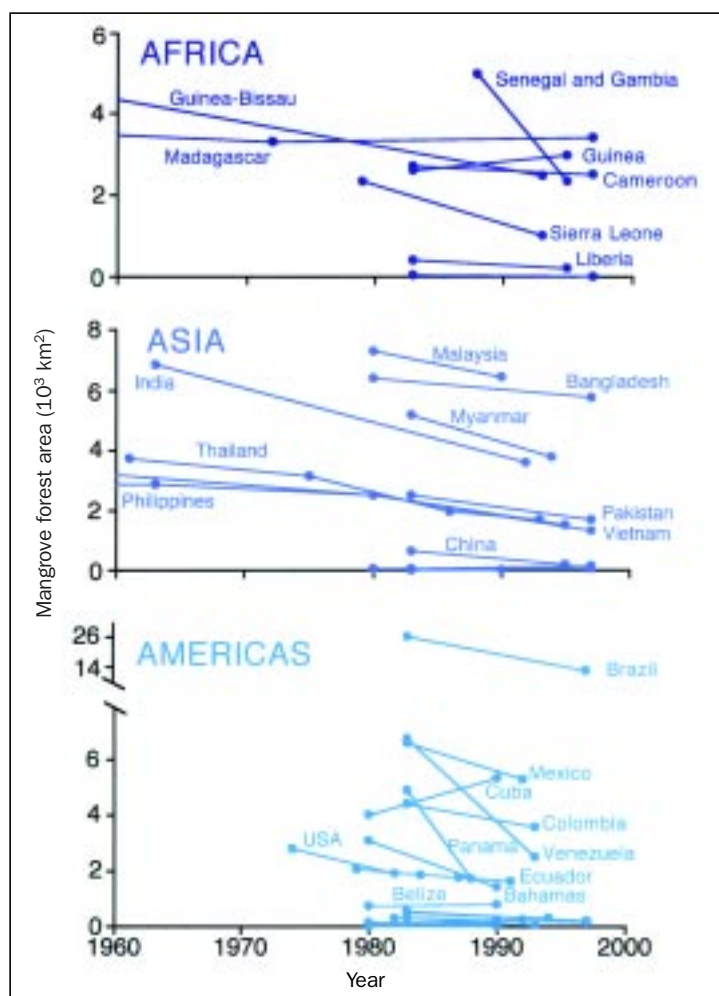 Mangrove forest area (10³ km²)
6
4
2
0
AFRICA
Guinea-Bissau
Senegal and Gambia
Madagascar
Guinea
Cameroon
Sierra Leone
Liberia
8
6
4
2
0
ASIA
India
Malaysia
Bangladesh
Myanmar
Thailand
Philippines
Pakistan
Vietnam
China
26
14
6
4
2
0
AMERICAS
Brazil
Mexico
Cuba
Colombia
USA
Panama
Venezuela
Ecuador
Belize
Bahamas
1960 1970 1980 1990 2000
Year